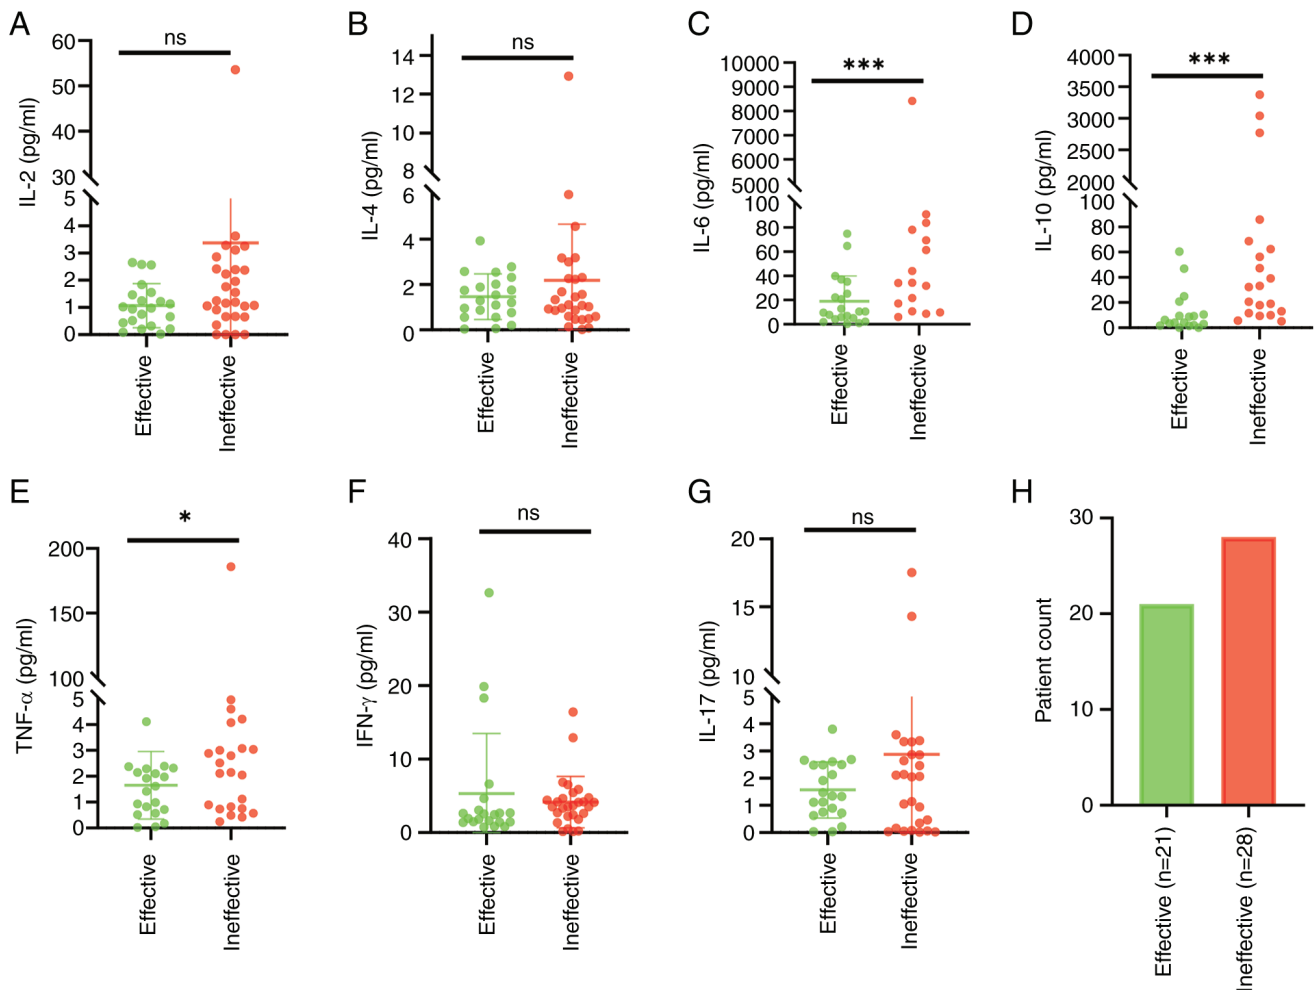 A
IL-2 (pg/ml)
60
50
40
30
5
4
3
2
1
0
ns
Effective
Ineffective
B
IL-4 (pg/ml)
14
12
10
8
6
4
2
0
ns
Effective
Ineffective
C
IL-6 (pg/ml)
10000
9000
8000
7000
6000
5000
100
80
60
40
20
0
***
Effective
Ineffective
D
IL-10 (pg/ml)
4000
3500
3000
2500
2000
100
80
60
40
20
0
***
Effective
Ineffective
E
TNF-α (pg/ml)
200
150
100
5
4
3
2
1
0
*
Effective
Ineffective
F
IFN-γ (pg/ml)
40
30
20
10
0
ns
Effective
Ineffective
G
IL-17 (pg/ml)
20
15
10
5
4
3
2
1
0
ns
Effective
Ineffective
H
Patient count
30
20
10
0
Effective (n=21)
Ineffective (n=28)